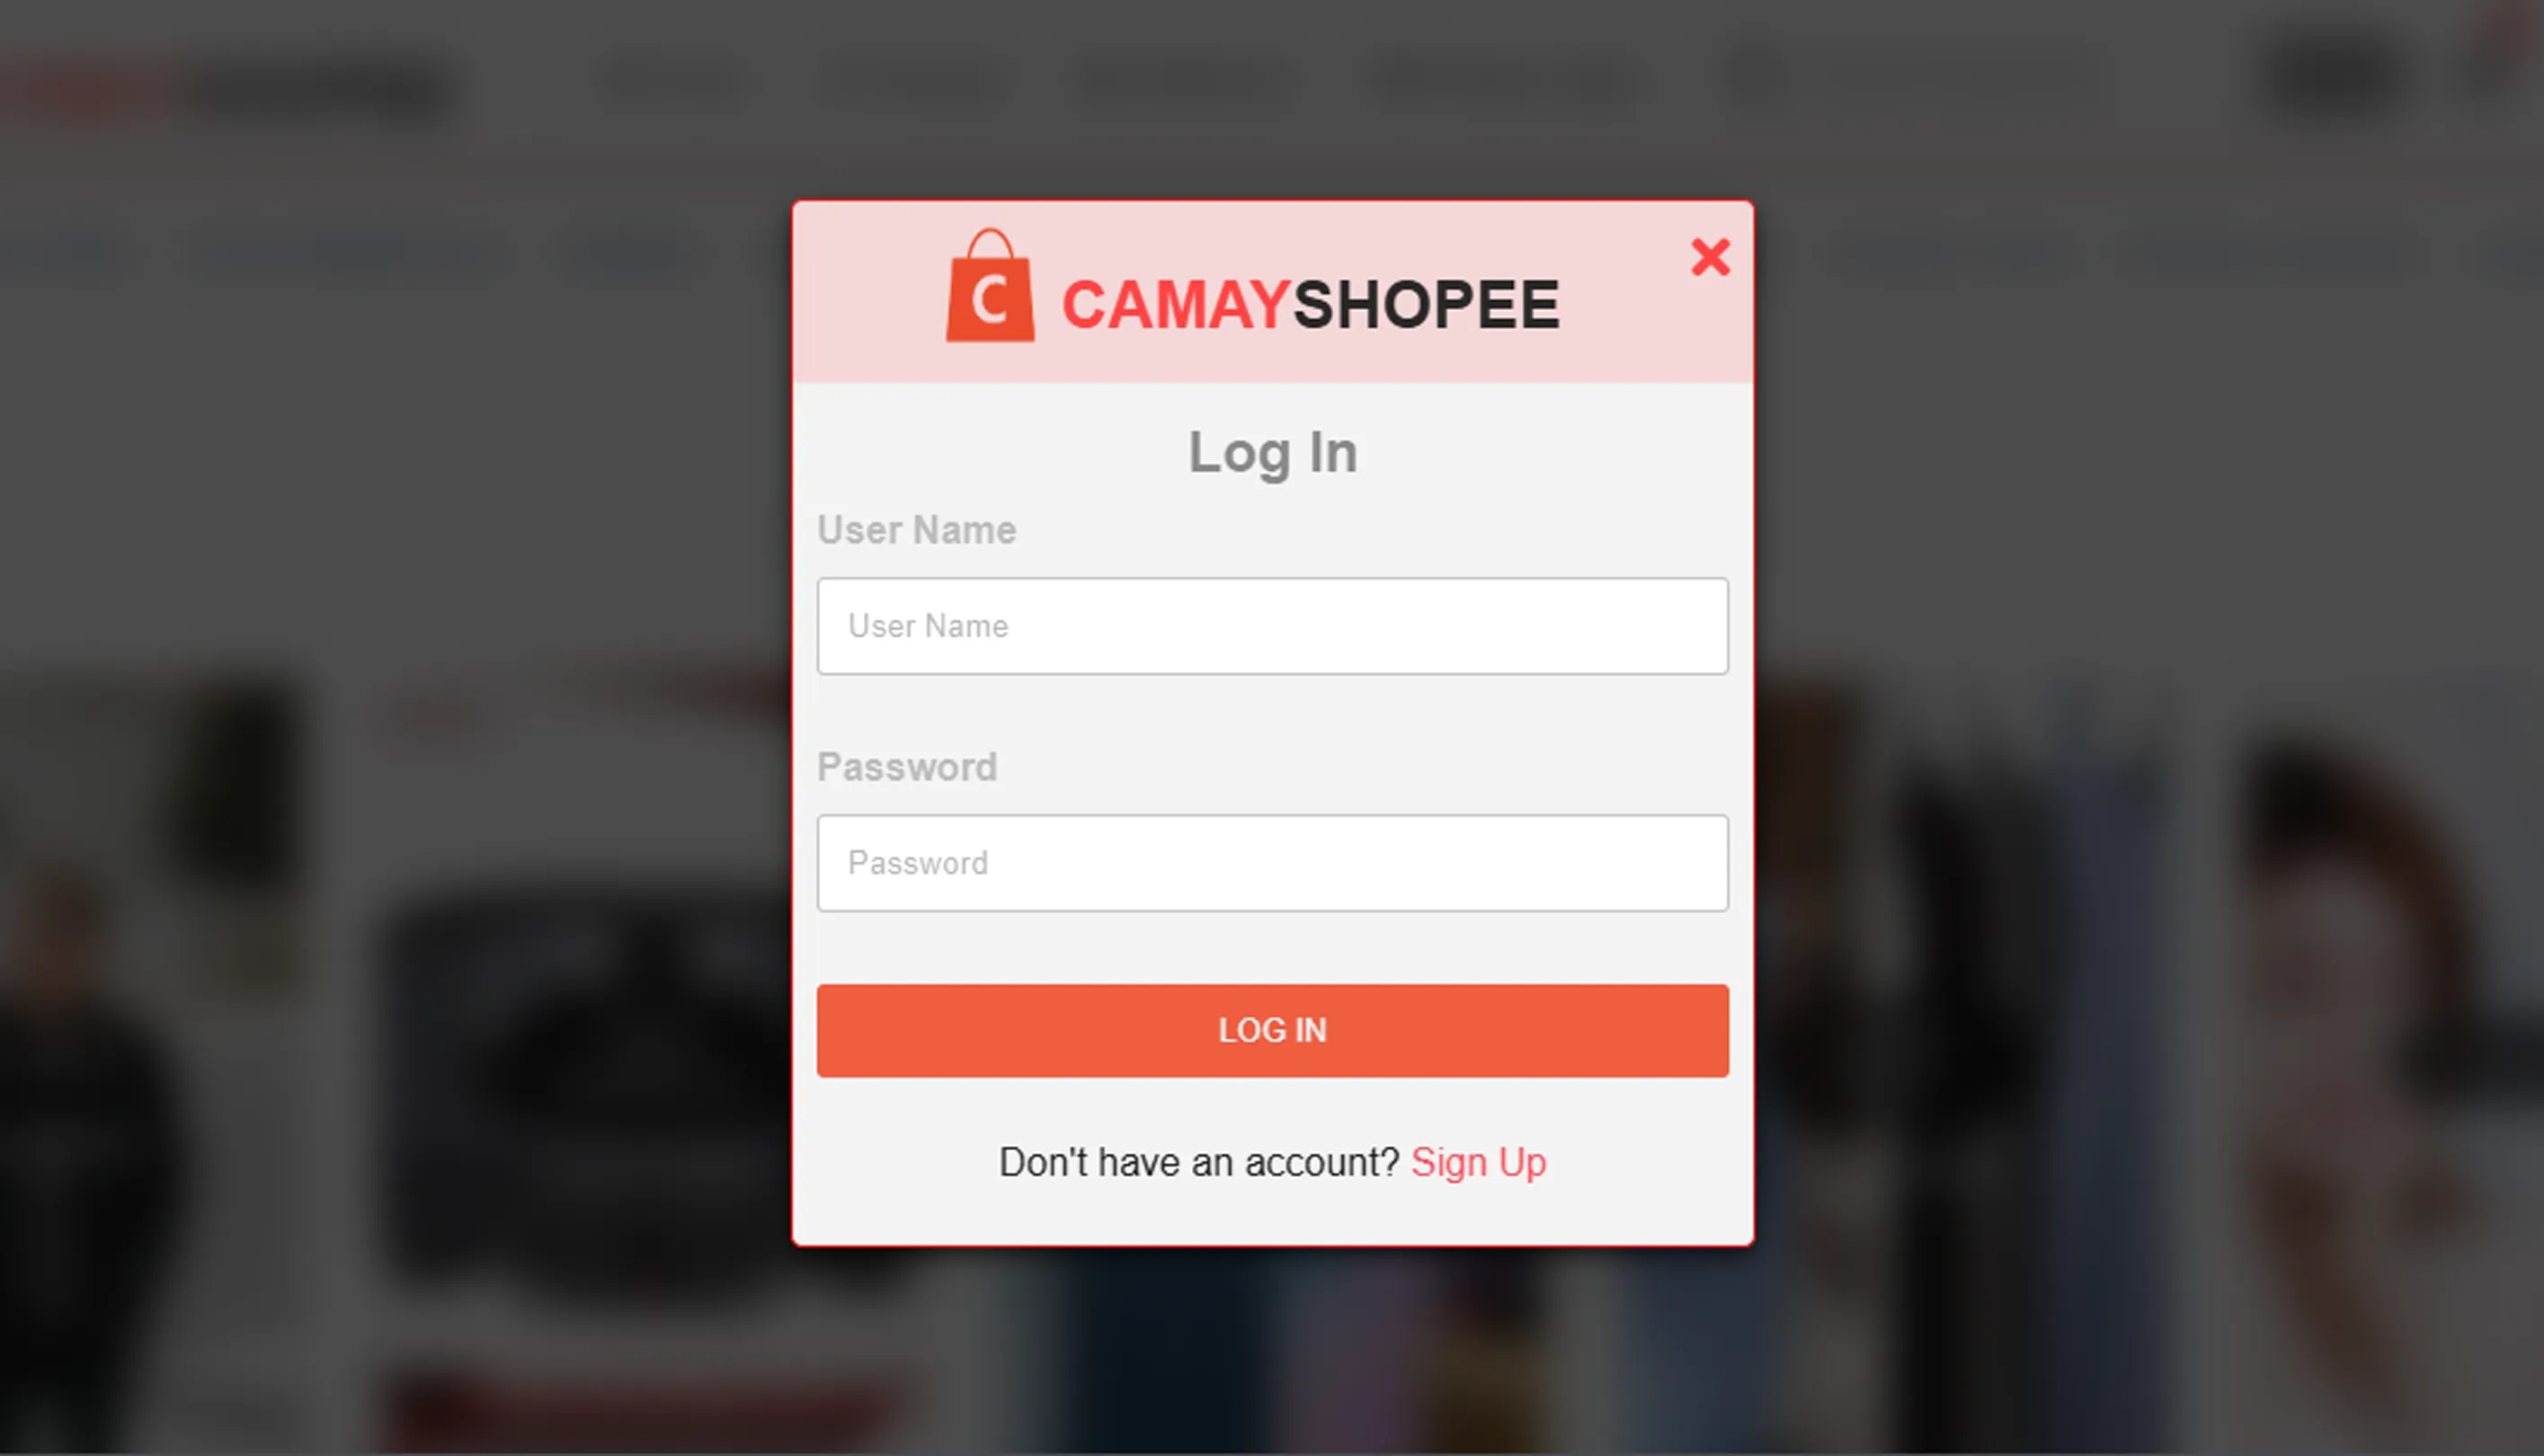 C CAMAYSHOPEE
Log In
User Name
User Name
Password
Password
LOG IN
Don't have an account? Sign Up